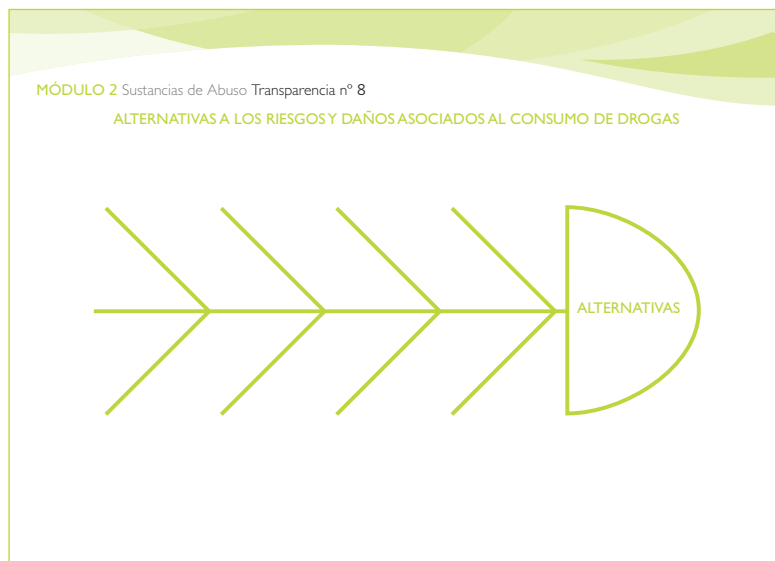 MÓDULO 2 Sustancias de Abuso Transparencia nº 8
ALTERNATIVAS A LOS RIESGOS Y DAÑOS ASOCIADOS AL CONSUMO DE DROGAS
ALTERNATIVAS